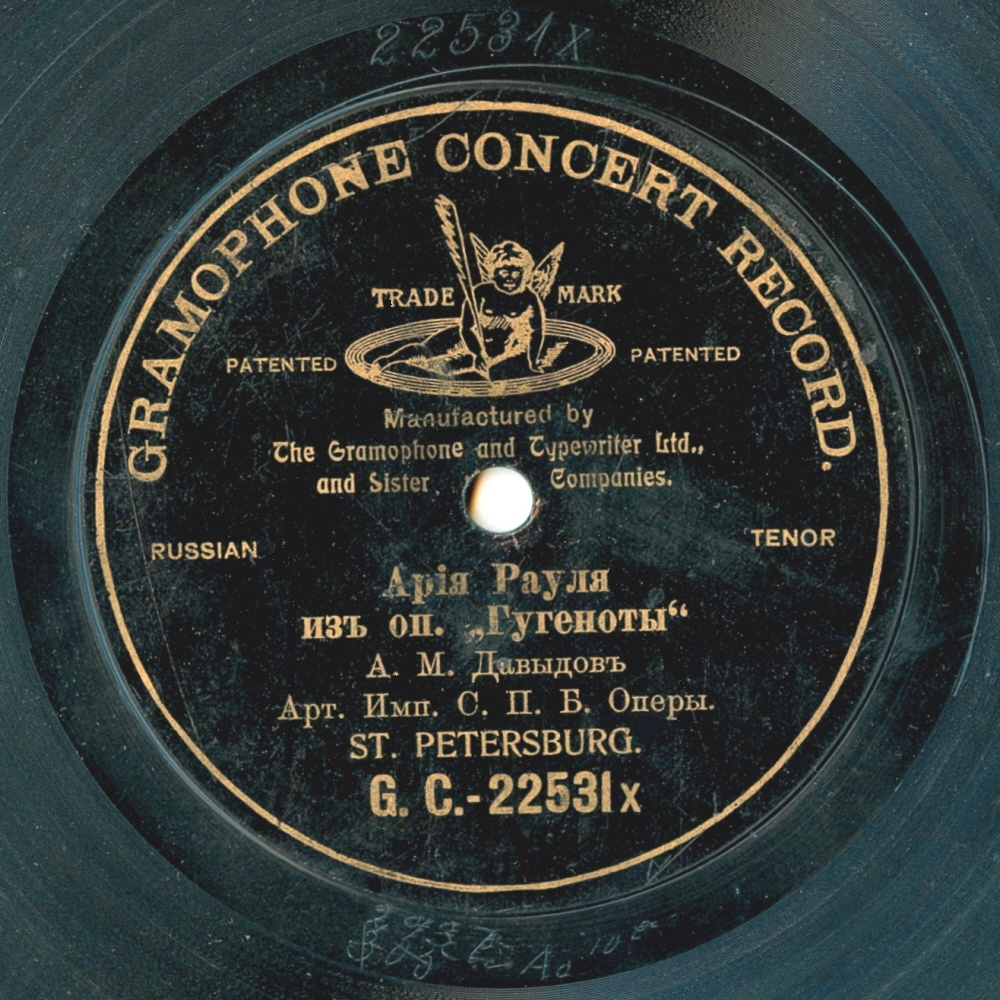 22531X
GRAMOPHONE CONCERT RECORD.
TRADE MARK
PATENTED PATENTED
Manufactured by
The Gramophone and Typewriter Ltd.,
and Sister Companies.
RUSSIAN TENOR
Арія Рауля
изъ оп. „Гугеноты“
А. М. Давыдовъ
Арт. Имп. С. П. Б. Оперы.
ST. PETERSBURG.
G. C.-22531x